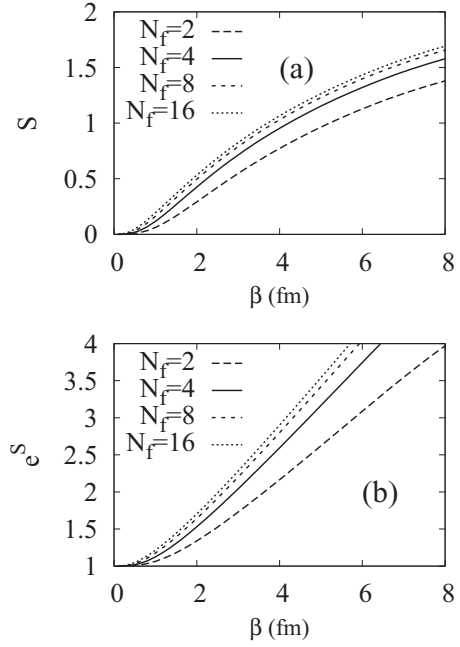 2
N_f=2
N_f=4
N_f=8
N_f=16
(a)
1.5
1
0.5
0
S
0 2 4 6 8
β (fm)
4
N_f=2
N_f=4
N_f=8
N_f=16
3.5
3
2.5
2
1.5
1
e^S
(b)
0 2 4 6 8
β (fm)